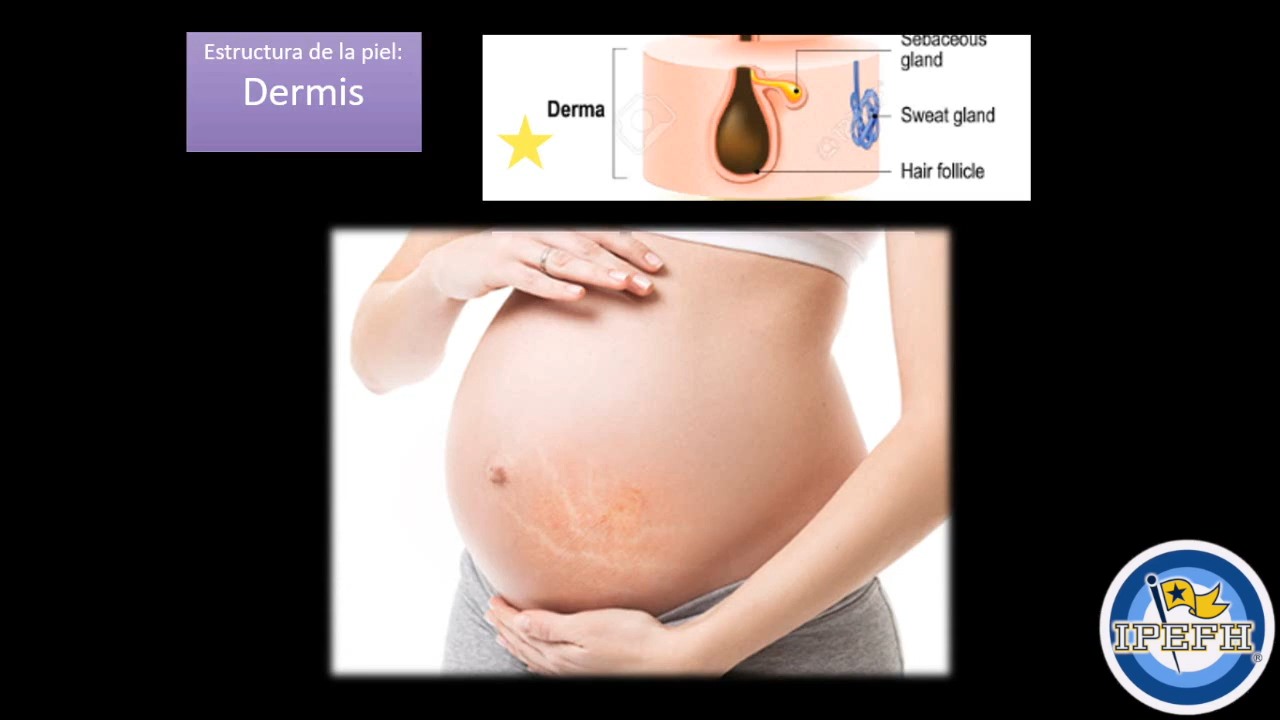 Estructura de la piel:
Dermis
Derma
Sebaceous
gland
Sweat gland
Hair follicle
IPEFH
®